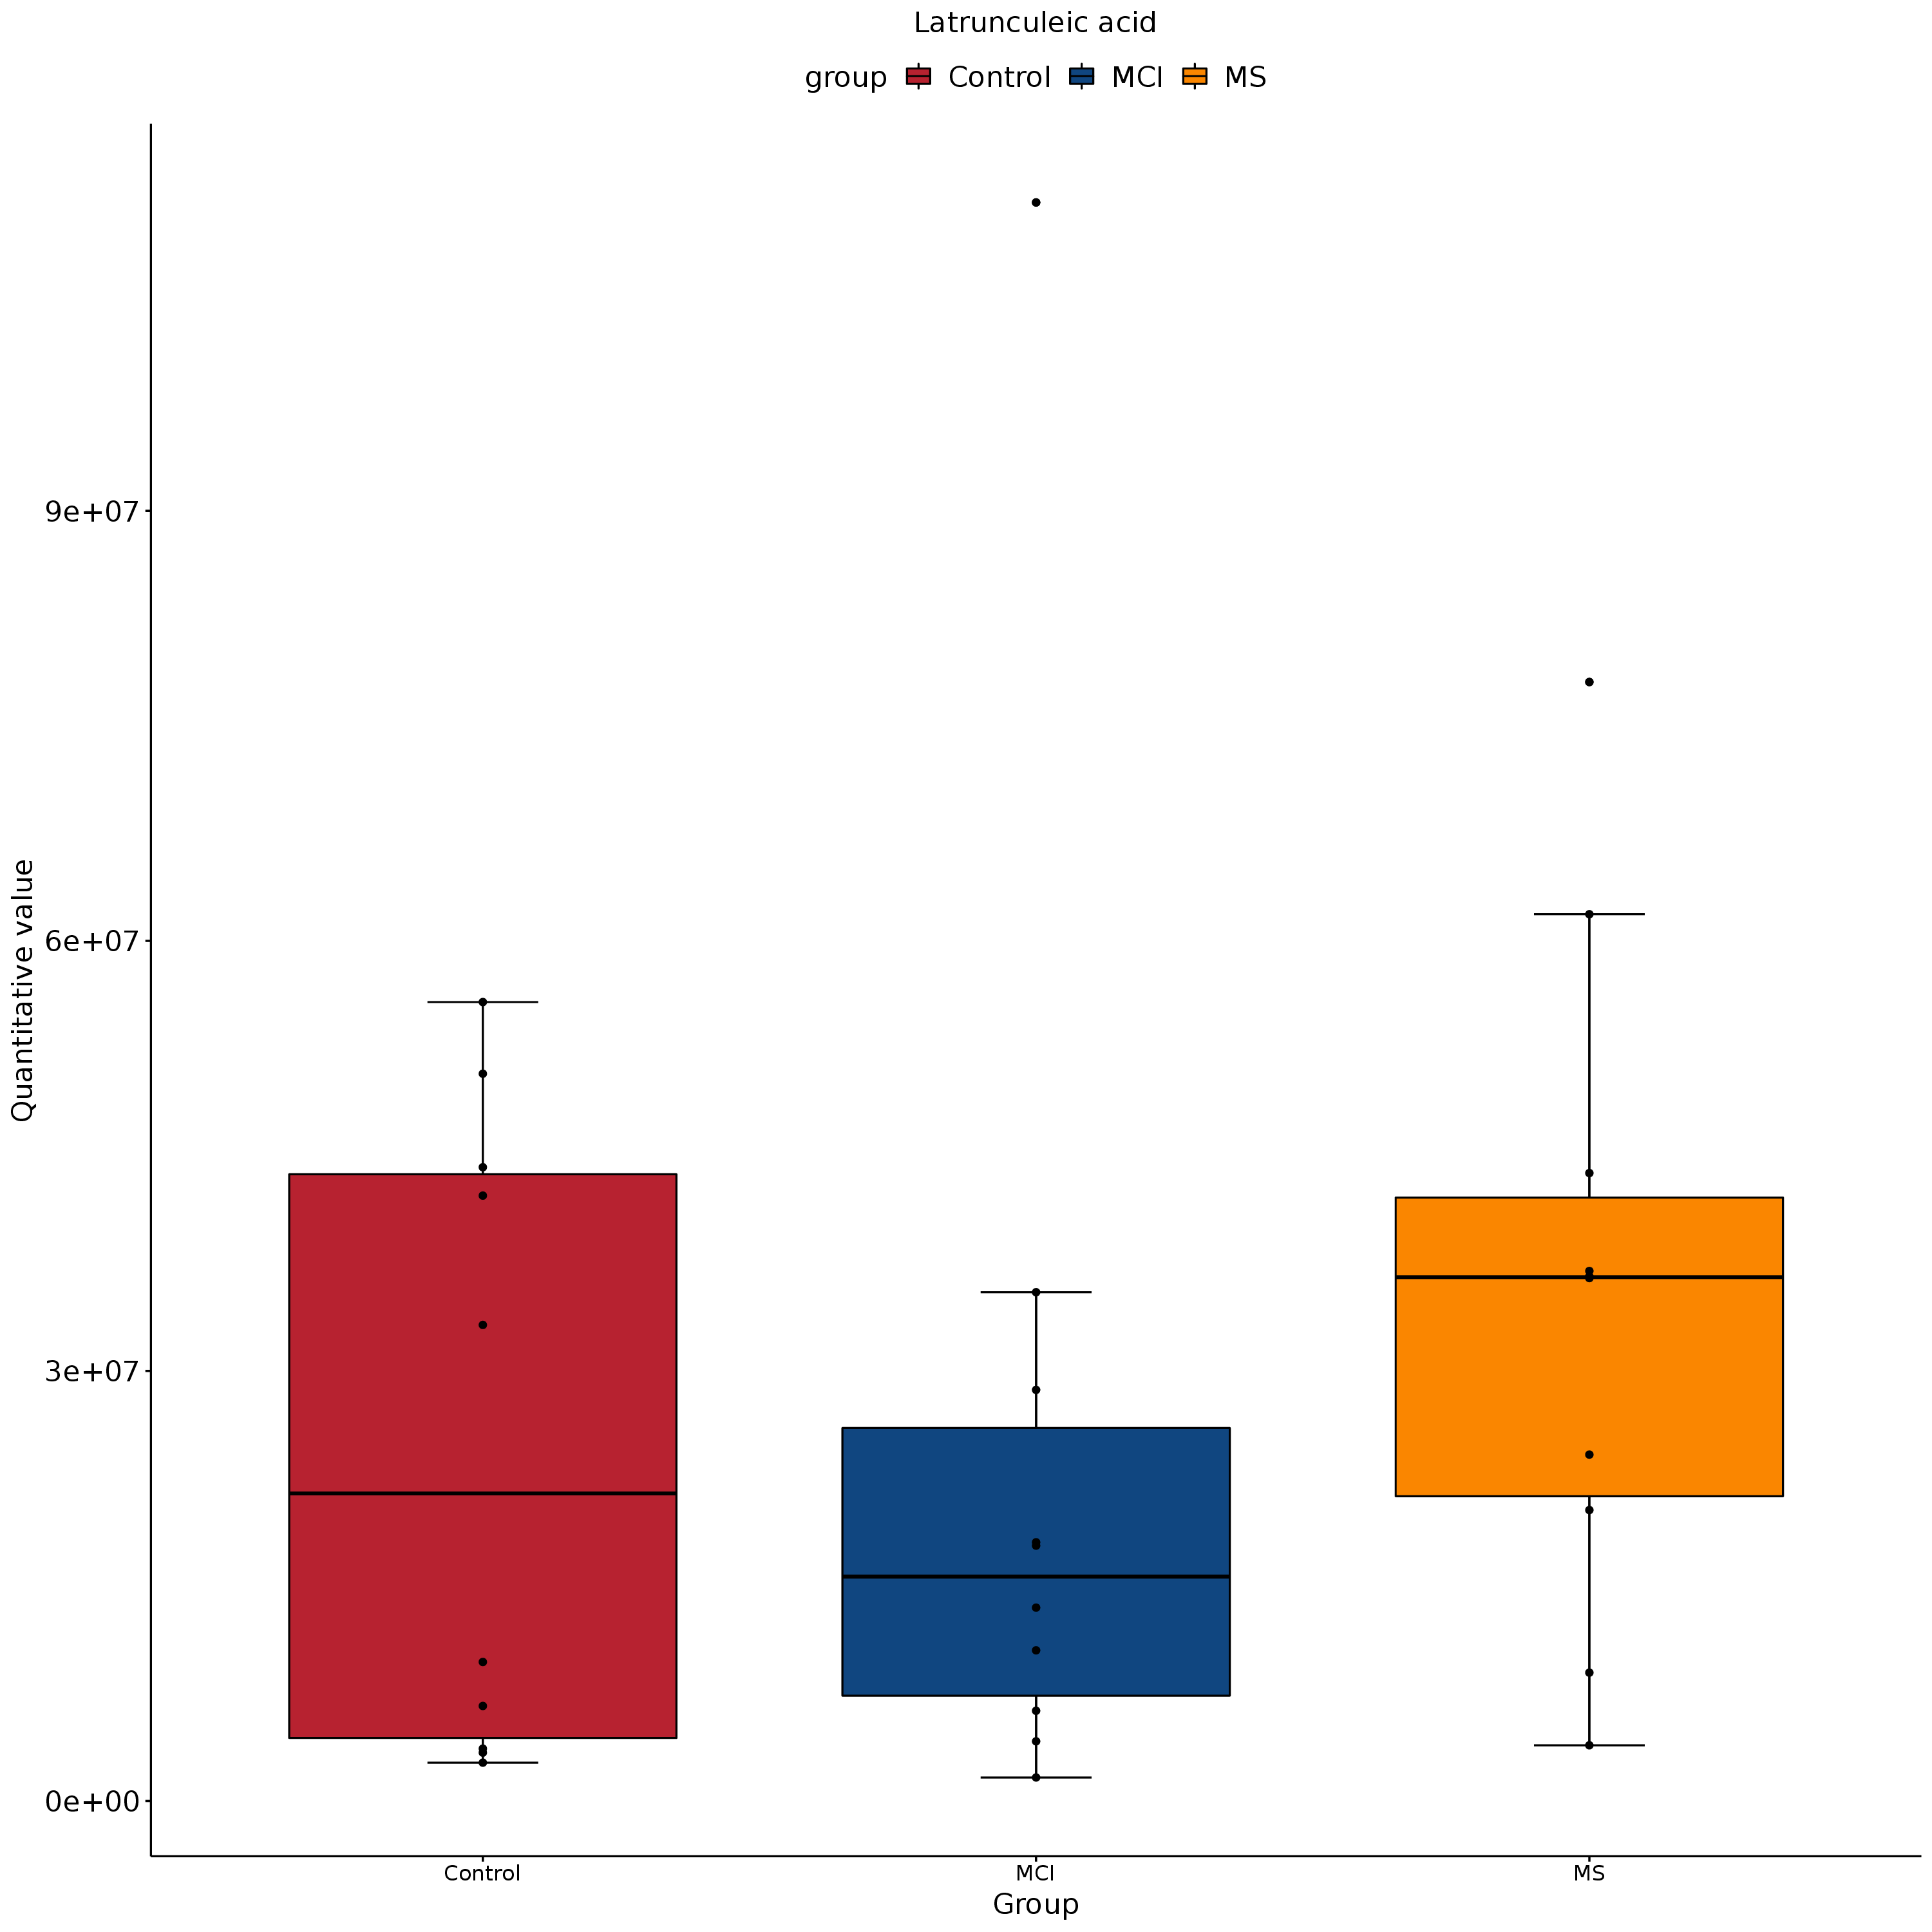 Latrunculeic acid
group Control MCI MS
Quantitative value
9e+07
6e+07
3e+07
0e+00
Control MCI MS
Group